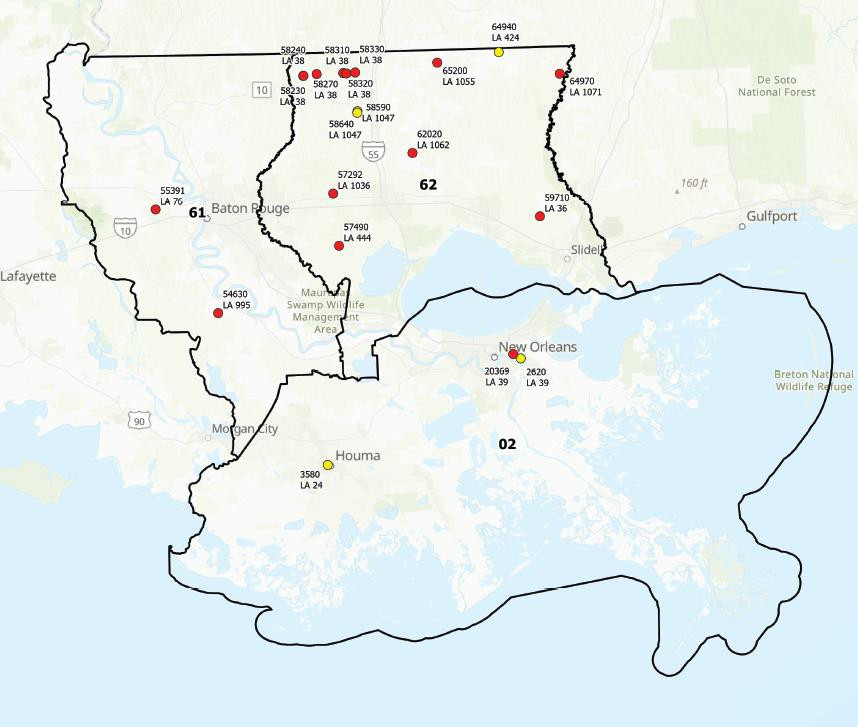 64940
LA 424
58240
LA 38
58310
LA 38
58330
LA 38
65200
LA 1055
64970
LA 1071
De Soto
National Forest
10
58230
LA 38
58270
LA 38
58320
LA 38
58590
LA 1047
58640
LA 1047
62020
LA 1062
55
57292
LA 1036
62
160 ft
55391
LA 76
61
Baton Rouge
59710
LA 36
Gulfport
10
57490
LA 444
Slidell
Lafayette
54630
LA 995
Maurepas
Swamp Wildlife
Management
Area
New Orleans
20369
LA 39
2620
LA 39
Breton National
Wildlife Refuge
90
Morgan City
02
Houma
3580
LA 24